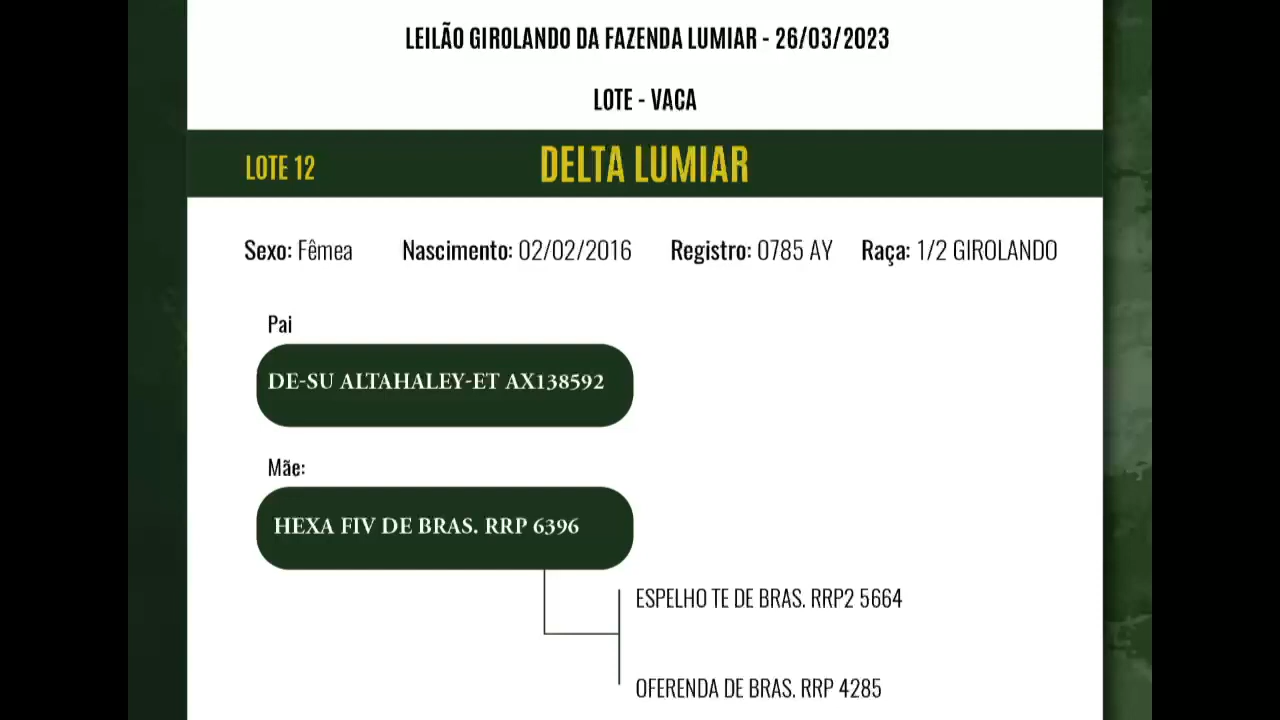 LEILÃO GIROLANDO DA FAZENDA LUMIAR - 26/03/2023
LOTE - VACA
LOTE 12 DELTA LUMIAR
Sexo: Fêmea Nascimento: 02/02/2016 Registro: 0785 AY Raça: 1/2 GIROLANDO
Pai
DE-SU ALTAHALEY-ET AX138592
Mãe:
HEXA FIV DE BRAS. RRP 6396
ESPELHO TE DE BRAS. RRP2 5664
OFERENDA DE BRAS. RRP 4285